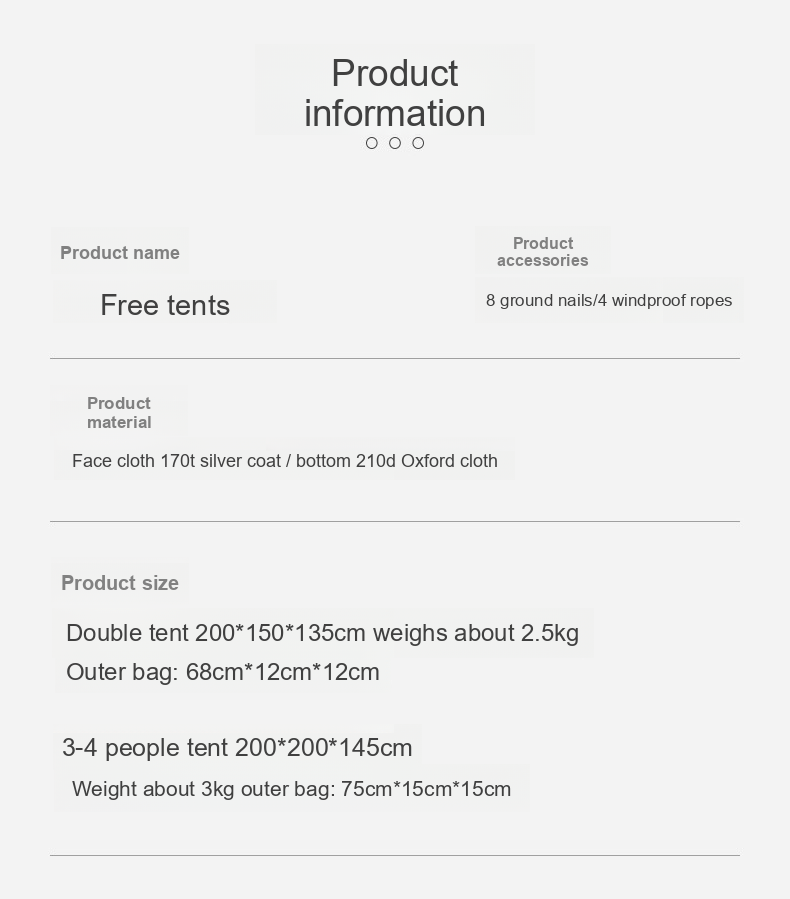 Product
information
Product name
Free tents
Product
accessories
8 ground nails/4 windproof ropes
Product
material
Face cloth 170t silver coat / bottom 210d Oxford cloth
Product size
Double tent 200*150*135cm weighs about 2.5kg
Outer bag: 68cm*12cm*12cm
3-4 people tent 200*200*145cm
Weight about 3kg outer bag: 75cm*15cm*15cm